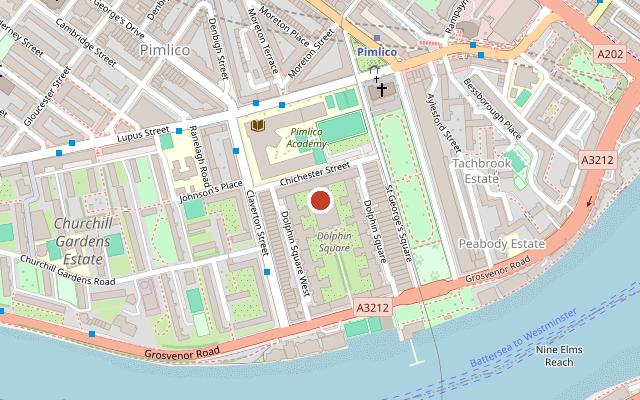 George's Drive
Cambridge Street
Gloucester Street
Pimlico
Denbigh Street
Moreton Terrace
Moreton Place
Moreton Street
Pimlico
A202
Bessborough Place
Aylesford Street
Lupus Street
Ranelagh Road
Pimlico
Academy
Chichester Street
Johnson's Place
Claverton Street
Tachbrook
Estate
A3212
St George's Square
Dolphin Square West
Dolphin Square
Dolphin
Square
Churchill
Gardens
Estate
Churchill Gardens Road
Peabody Estate
Grosvenor Road
A3212
Grosvenor Road
Battersea to Westminster
Nine Elms
Reach